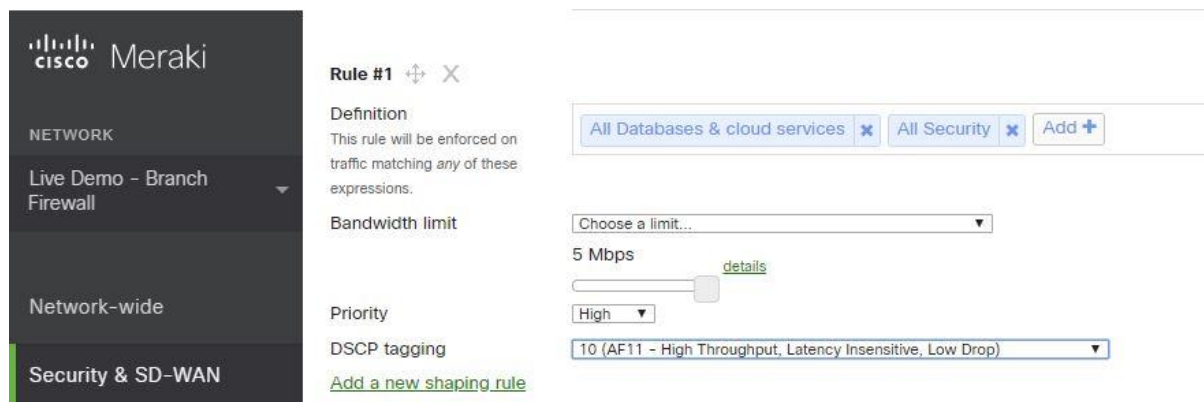 cisco Meraki
NETWORK
Live Demo - Branch
Firewall
Network-wide
Security & SD-WAN
Rule #1
Definition
This rule will be enforced on
traffic matching any of these
expressions.
All Databases & cloud services × All Security × Add +
Bandwidth limit
Choose a limit...
5 Mbps
details
Priority
High
DSCP tagging
10 (AF11 - High Throughput, Latency Insensitive, Low Drop)
Add a new shaping rule